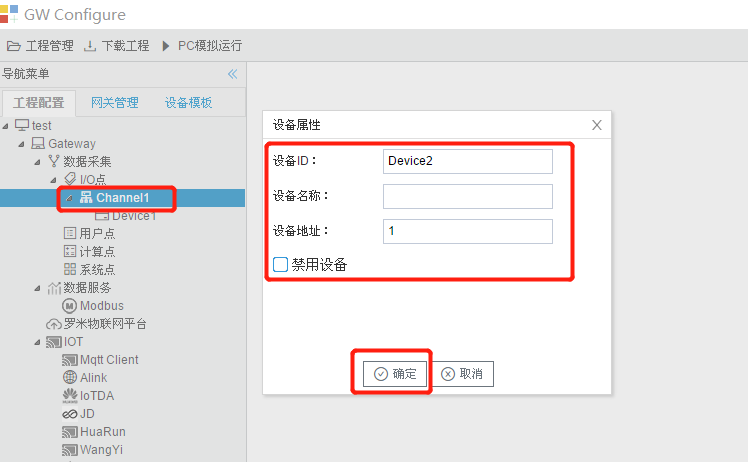 GW Configure
工程管理 下载工程 PC模拟运行
导航菜单
工程配置 网关管理 设备模板
test
Gateway
数据采集
I/O点
Channel1
Device1
用户点
计算点
系统点
数据服务
Modbus
罗米物联网平台
IOT
Mqtt Client
Alink
IoTDA
JD
HuaRun
WangYi
设备属性
设备ID： Device2
设备名称：
设备地址： 1
禁用设备
确定 取消